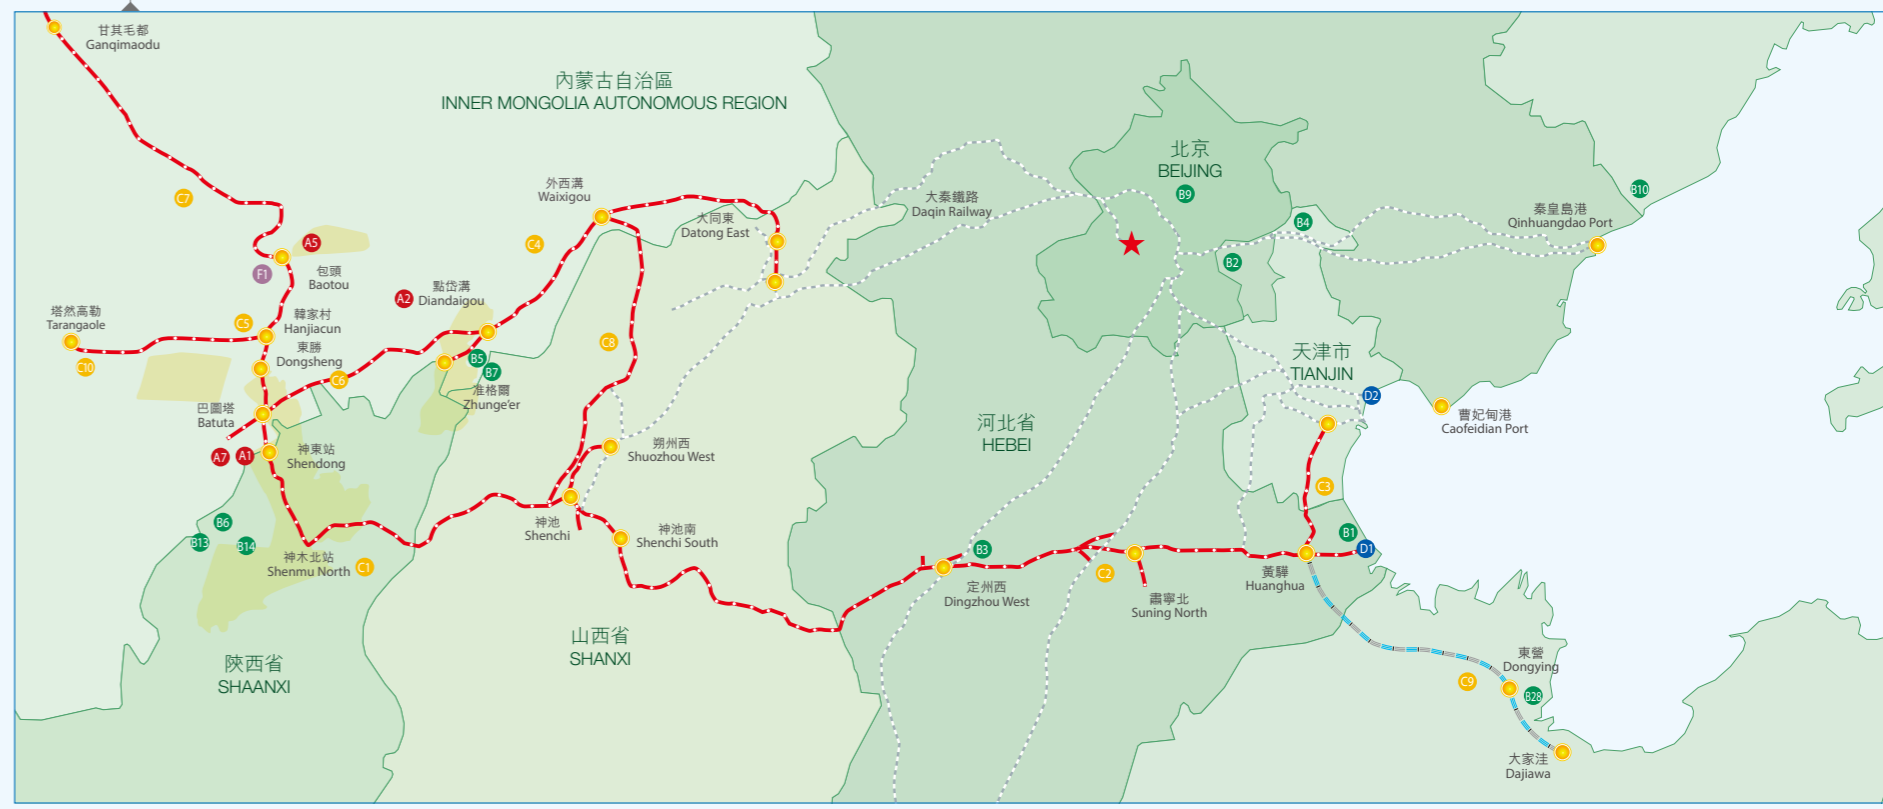 甘其毛都
Ganqimaodu
內蒙古自治區
INNER MONGOLIA AUTONOMOUS REGION
北京
BEIJING
B9
B10
C7
外西溝
Waixigou
大同東
Datong East
大秦鐵路
Daqin Railway
B4
秦皇島港
Qinhuangdao Port
A5
C4
B2
F1
包頭
Baotou
A2
點岱溝
Diandaigou
塔然高勒
Tarangaole
C5
韓家村
Hanjiacun
東勝
Dongsheng
C10
C6
C8
B5
B7
准格爾
Zhunge'er
天津市
TIANJIN
D2
曹妃甸港
Caofeidian Port
巴圖塔
Batuta
河北省
HEBEI
朔州西
Shuozhou West
A7
A1
神東站
Shendong
C3
B6
B13
B14
神木北站
Shenmu North
C1
神池
Shenchi
神池南
Shenchi South
B3
定州西
Dingzhou West
C2
肅寧北
Suning North
B1
D1
黃驊
Huanghua
陝西省
SHAANXI
山西省
SHANXI
東營
Dongying
C9
B28
大家洼
Dajiawa